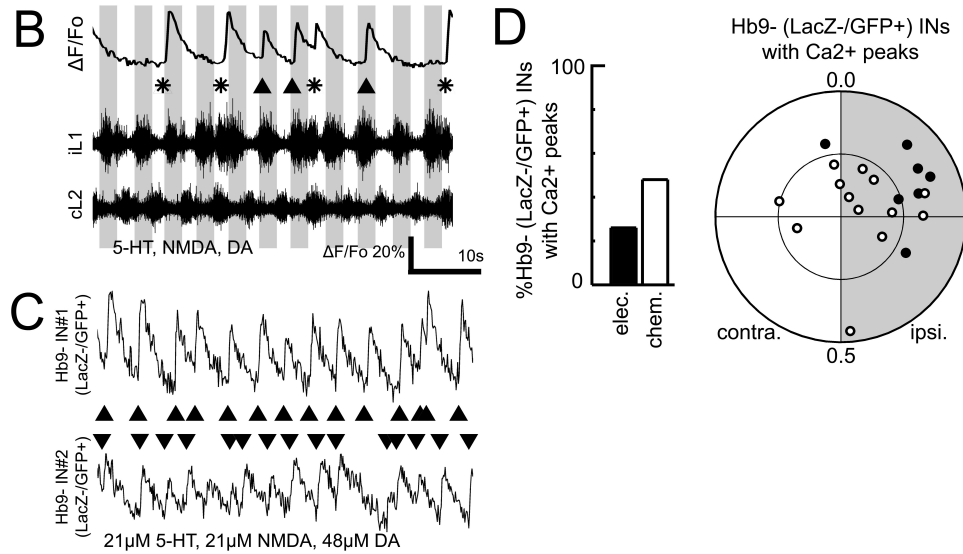 B
ΔF/Fo
iL1
cL2
5-HT, NMDA, DA
ΔF/Fo 20%
10s
C
Hb9- IN#1
(LacZ-/GFP+)
Hb9- IN#2
(LacZ-/GFP+)
21µM 5-HT, 21µM NMDA, 48µM DA
D
%Hb9- (LacZ-/GFP+) INs
with Ca2+ peaks
100
0
elec.
chem.
Hb9- (LacZ-/GFP+) INs
with Ca2+ peaks
0.0
contra.
ipsi.
0.5